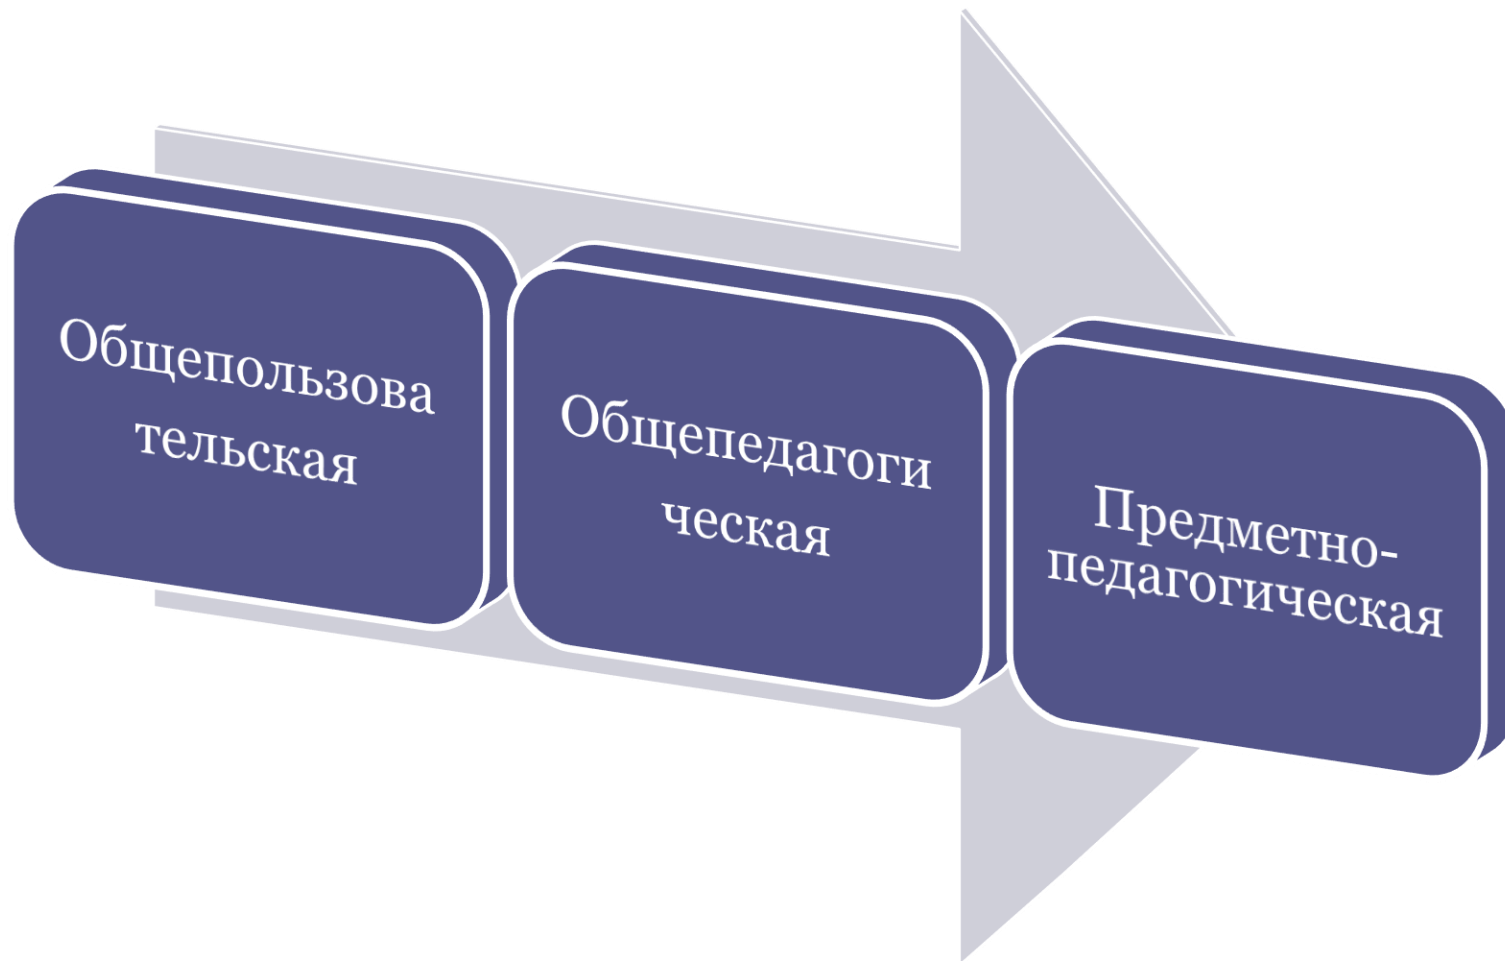 Общепользова
тельская
Общепедагоги
ческая
Предметно-
педагогическая